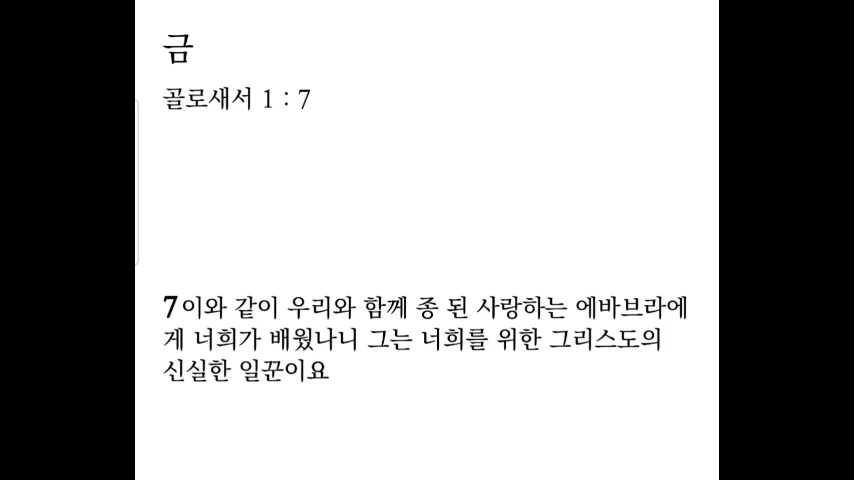 금
골로새서 1 : 7
7이와 같이 우리와 함께 종 된 사랑하는 에바브라에
게 너희가 배웠나니 그는 너희를 위한 그리스도의
신실한 일꾼이요